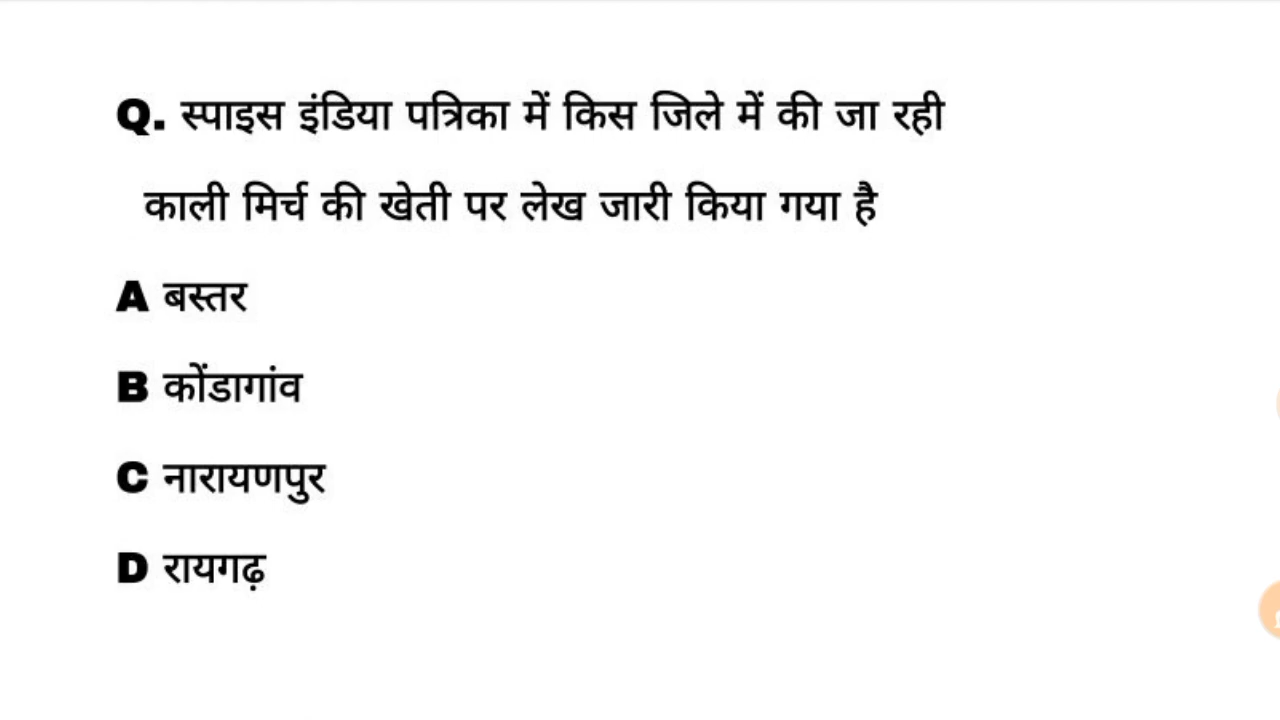 Q. स्पाइस इंडिया पत्रिका में किस जिले में की जा रही
काली मिर्च की खेती पर लेख जारी किया गया है
A बस्तर
B कोंडागांव
C नारायणपुर
D रायगढ़